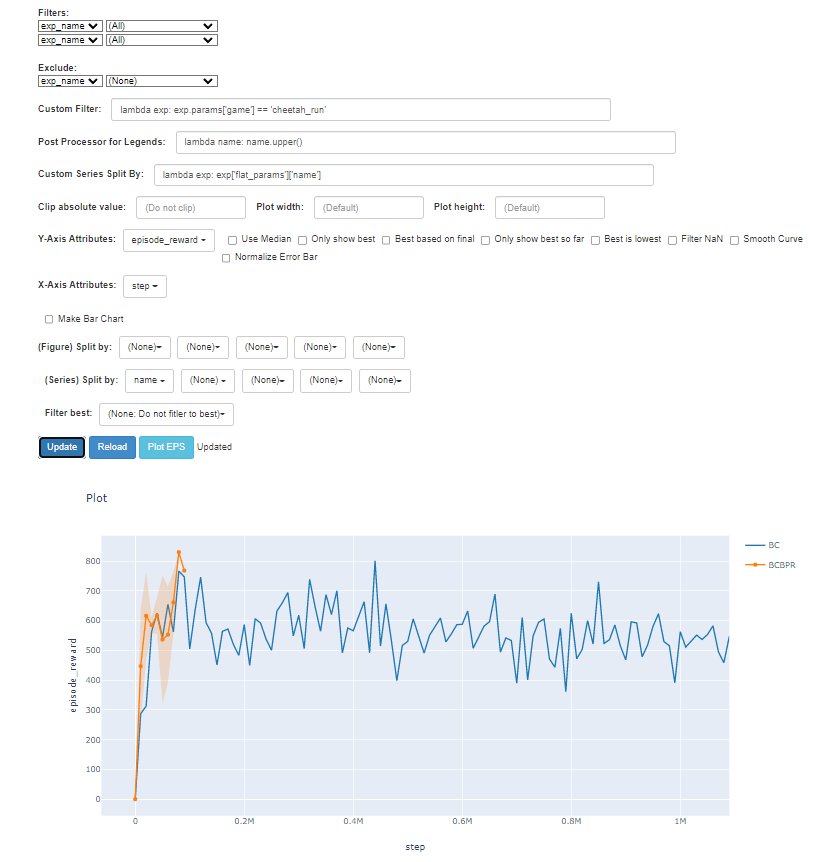 Filters:
exp_name (All)
exp_name (All)
Exclude:
exp_name (None)
Custom Filter: lambda exp: exp.params['game'] == 'cheetah_run'
Post Processor for Legends: lambda name: name.upper()
Custom Series Split By: lambda exp: exp['flat_params']['name']
Clip absolute value: (Do not clip) Plot width: (Default) Plot height: (Default)
Y-Axis Attributes: episode_reward Use Median Only show best Best based on final Only show best so far Best is lowest Filter NaN Smooth Curve
Normalize Error Bar
X-Axis Attributes: step
Make Bar Chart
(Figure) Split by: (None) (None) (None) (None) (None)
(Series) Split by: name (None) (None) (None) (None)
Filter best: (None: Do not fitler to best)
Update Reload Plot EPS Updated
Plot
BC
BCBPR
800
700
600
500
400
300
200
100
0
episode_reward
0 0.2M 0.4M 0.6M 0.8M 1M
step